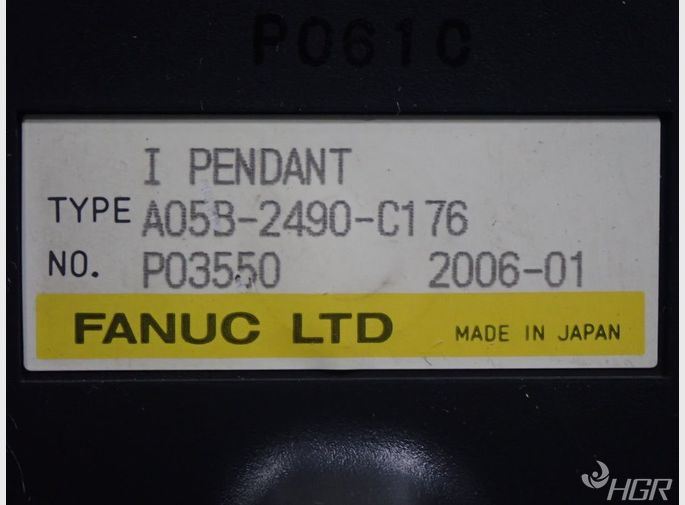 P061C
I PENDANT
TYPE A05B-2490-C176
NO. P03550 2006-01
FANUC LTD MADE IN JAPAN
HGR